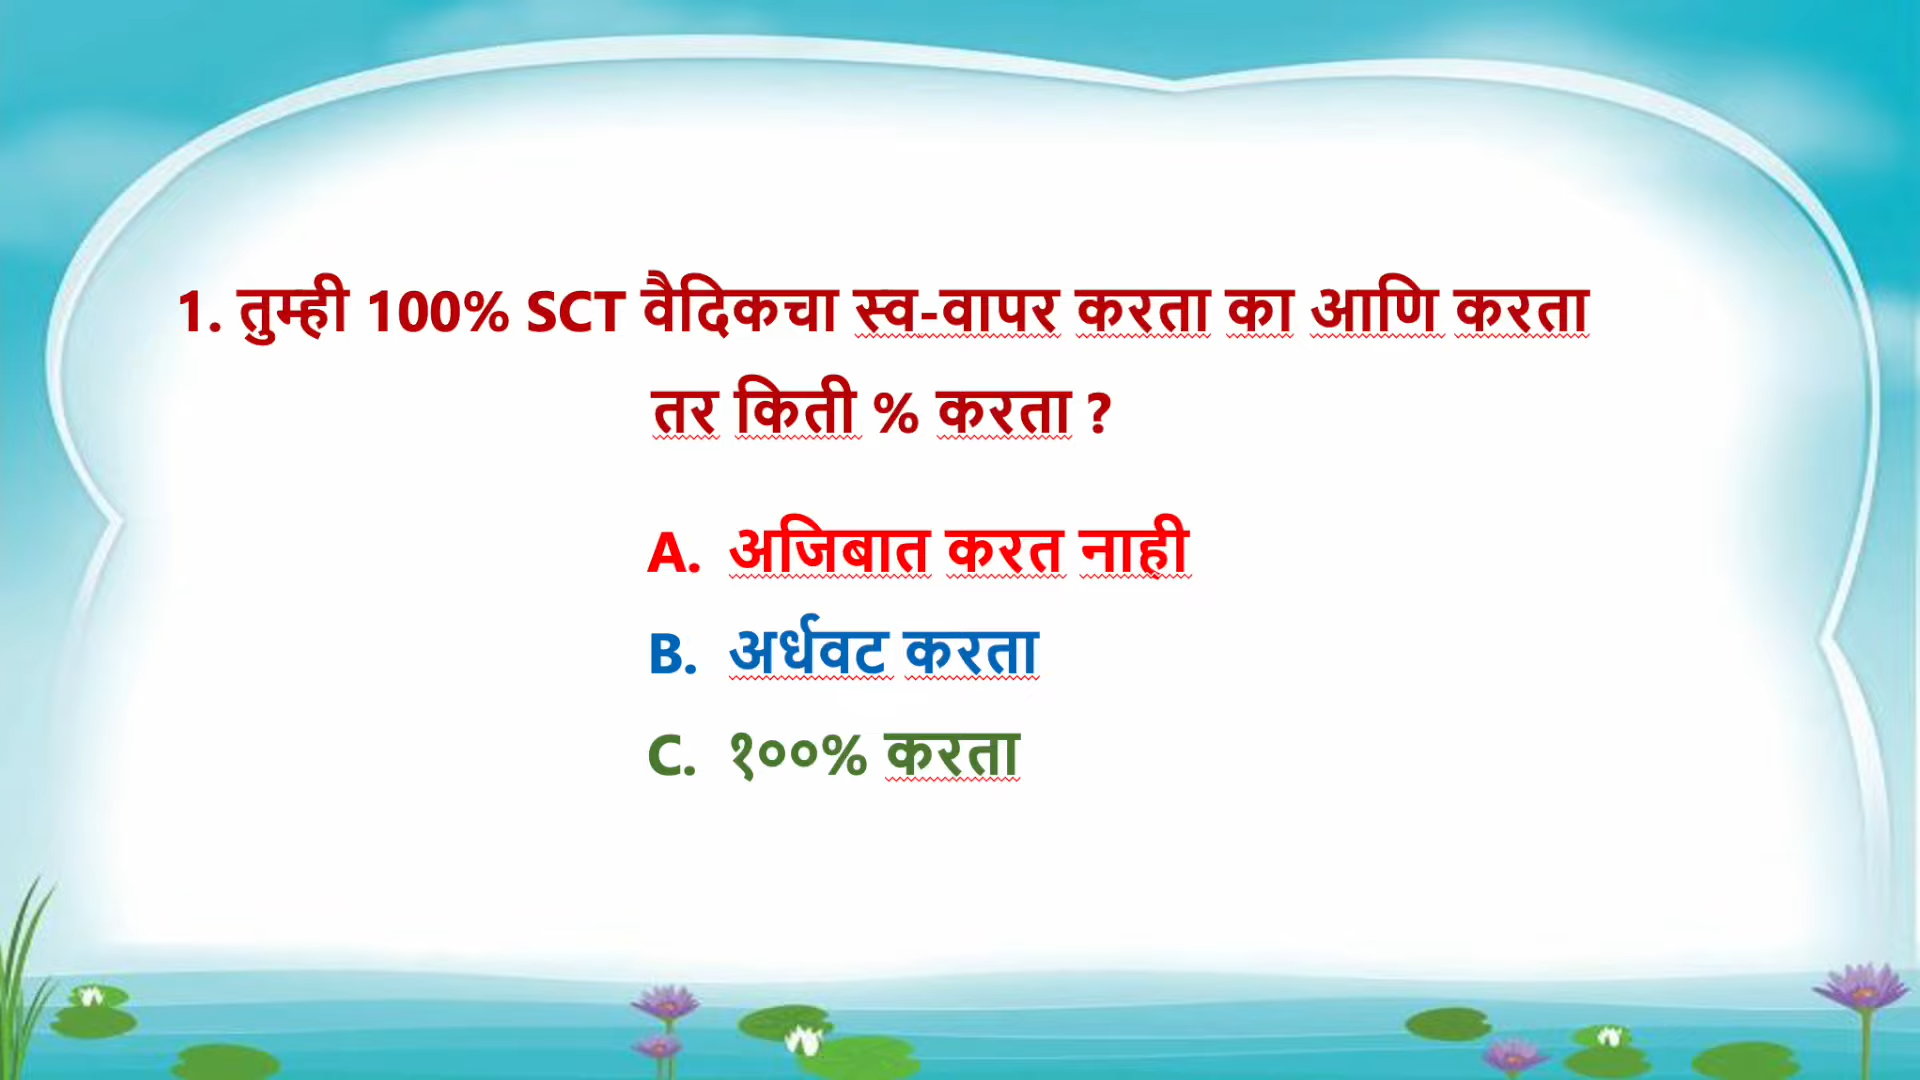 1. तुम्ही 100% SCT वैदिकचा स्व-वापर करता का आणि करता
तर किती % करता ?
A. अजिबात करत नाही
B. अर्धवट करता
C. १००% करता